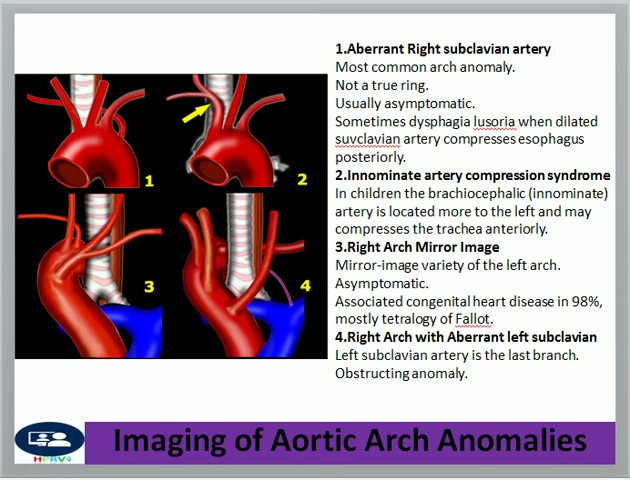 1.Aberrant Right subclavian artery
Most common arch anomaly.
Not a true ring.
Usually asymptomatic.
Sometimes dysphagia lusoria when dilated
suvclavian artery compresses esophagus
posteriorly.
2.Innominate artery compression syndrome
In children the brachiocephalic (innominate)
artery is located more to the left and may
compresses the trachea anteriorly.
3.Right Arch Mirror Image
Mirror-image variety of the left arch.
Asymptomatic.
Associated congenital heart disease in 98%,
mostly tetralogy of Fallot.
4.Right Arch with Aberrant left subclavian
Left subclavian artery is the last branch.
Obstructing anomaly.
1
2
3
4
HPRV
Imaging of Aortic Arch Anomalies